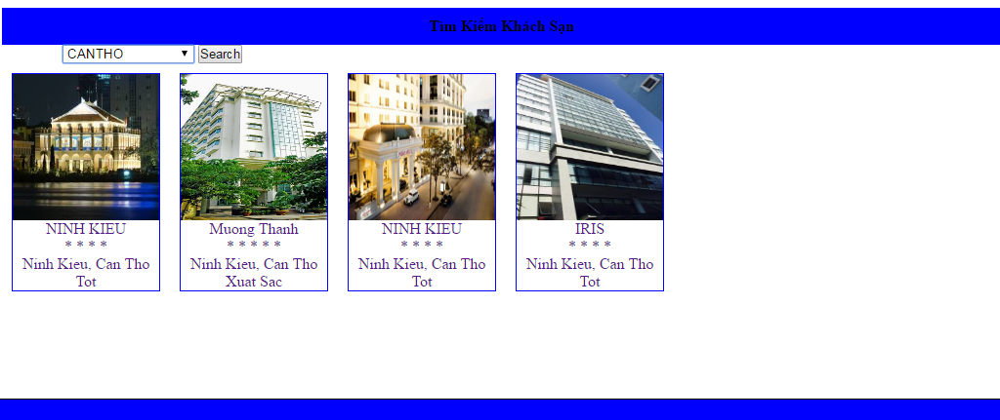 Tìm Kiếm Khách Sạn
CANTHO
Search
NINH KIEU
* * * *
Ninh Kieu, Can Tho
Tot
Muong Thanh
* * * * *
Ninh Kieu, Can Tho
Xuat Sac
NINH KIEU
* * * *
Ninh Kieu, Can Tho
Tot
IRIS
* * * *
Ninh Kieu, Can Tho
Tot